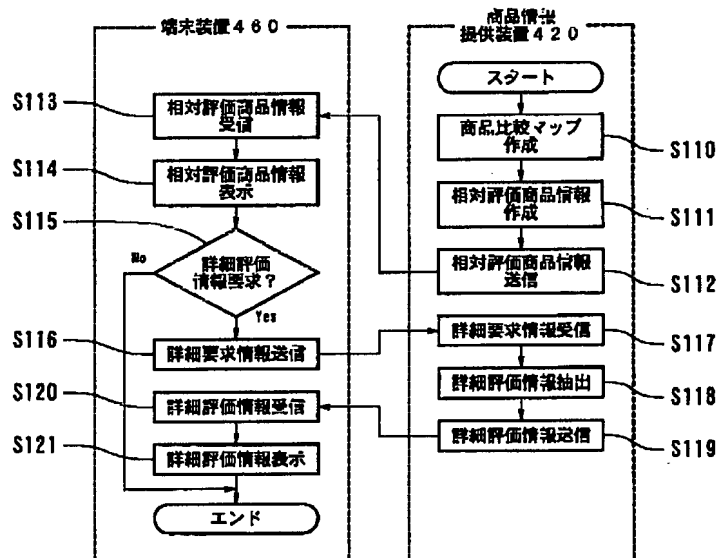 端末装置460
商品情報
提供装置420
スタート
S113
相対評価商品情報
受信
商品比較マップ
作成
S110
S114
相対評価商品情報
表示
相対評価商品情報
作成
S111
S115
No
詳細評価
情報要求?
相対評価商品情報
送信
S112
Yes
S116
詳細要求情報送信
詳細要求情報受信
S117
S120
詳細評価情報受信
詳細評価情報抽出
S118
S121
詳細評価情報表示
詳細評価情報送信
S119
エンド